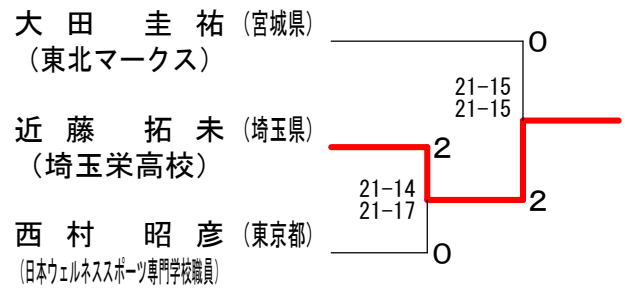 大田 圭祐 (宮城県)
(東北マークス)
0
21-15
21-15
近藤 拓未 (埼玉県)
(埼玉栄高校)
2
21-14
21-17
2
西村 昭彦 (東京都)
(日本ウェルネススポーツ専門学校職員)
0